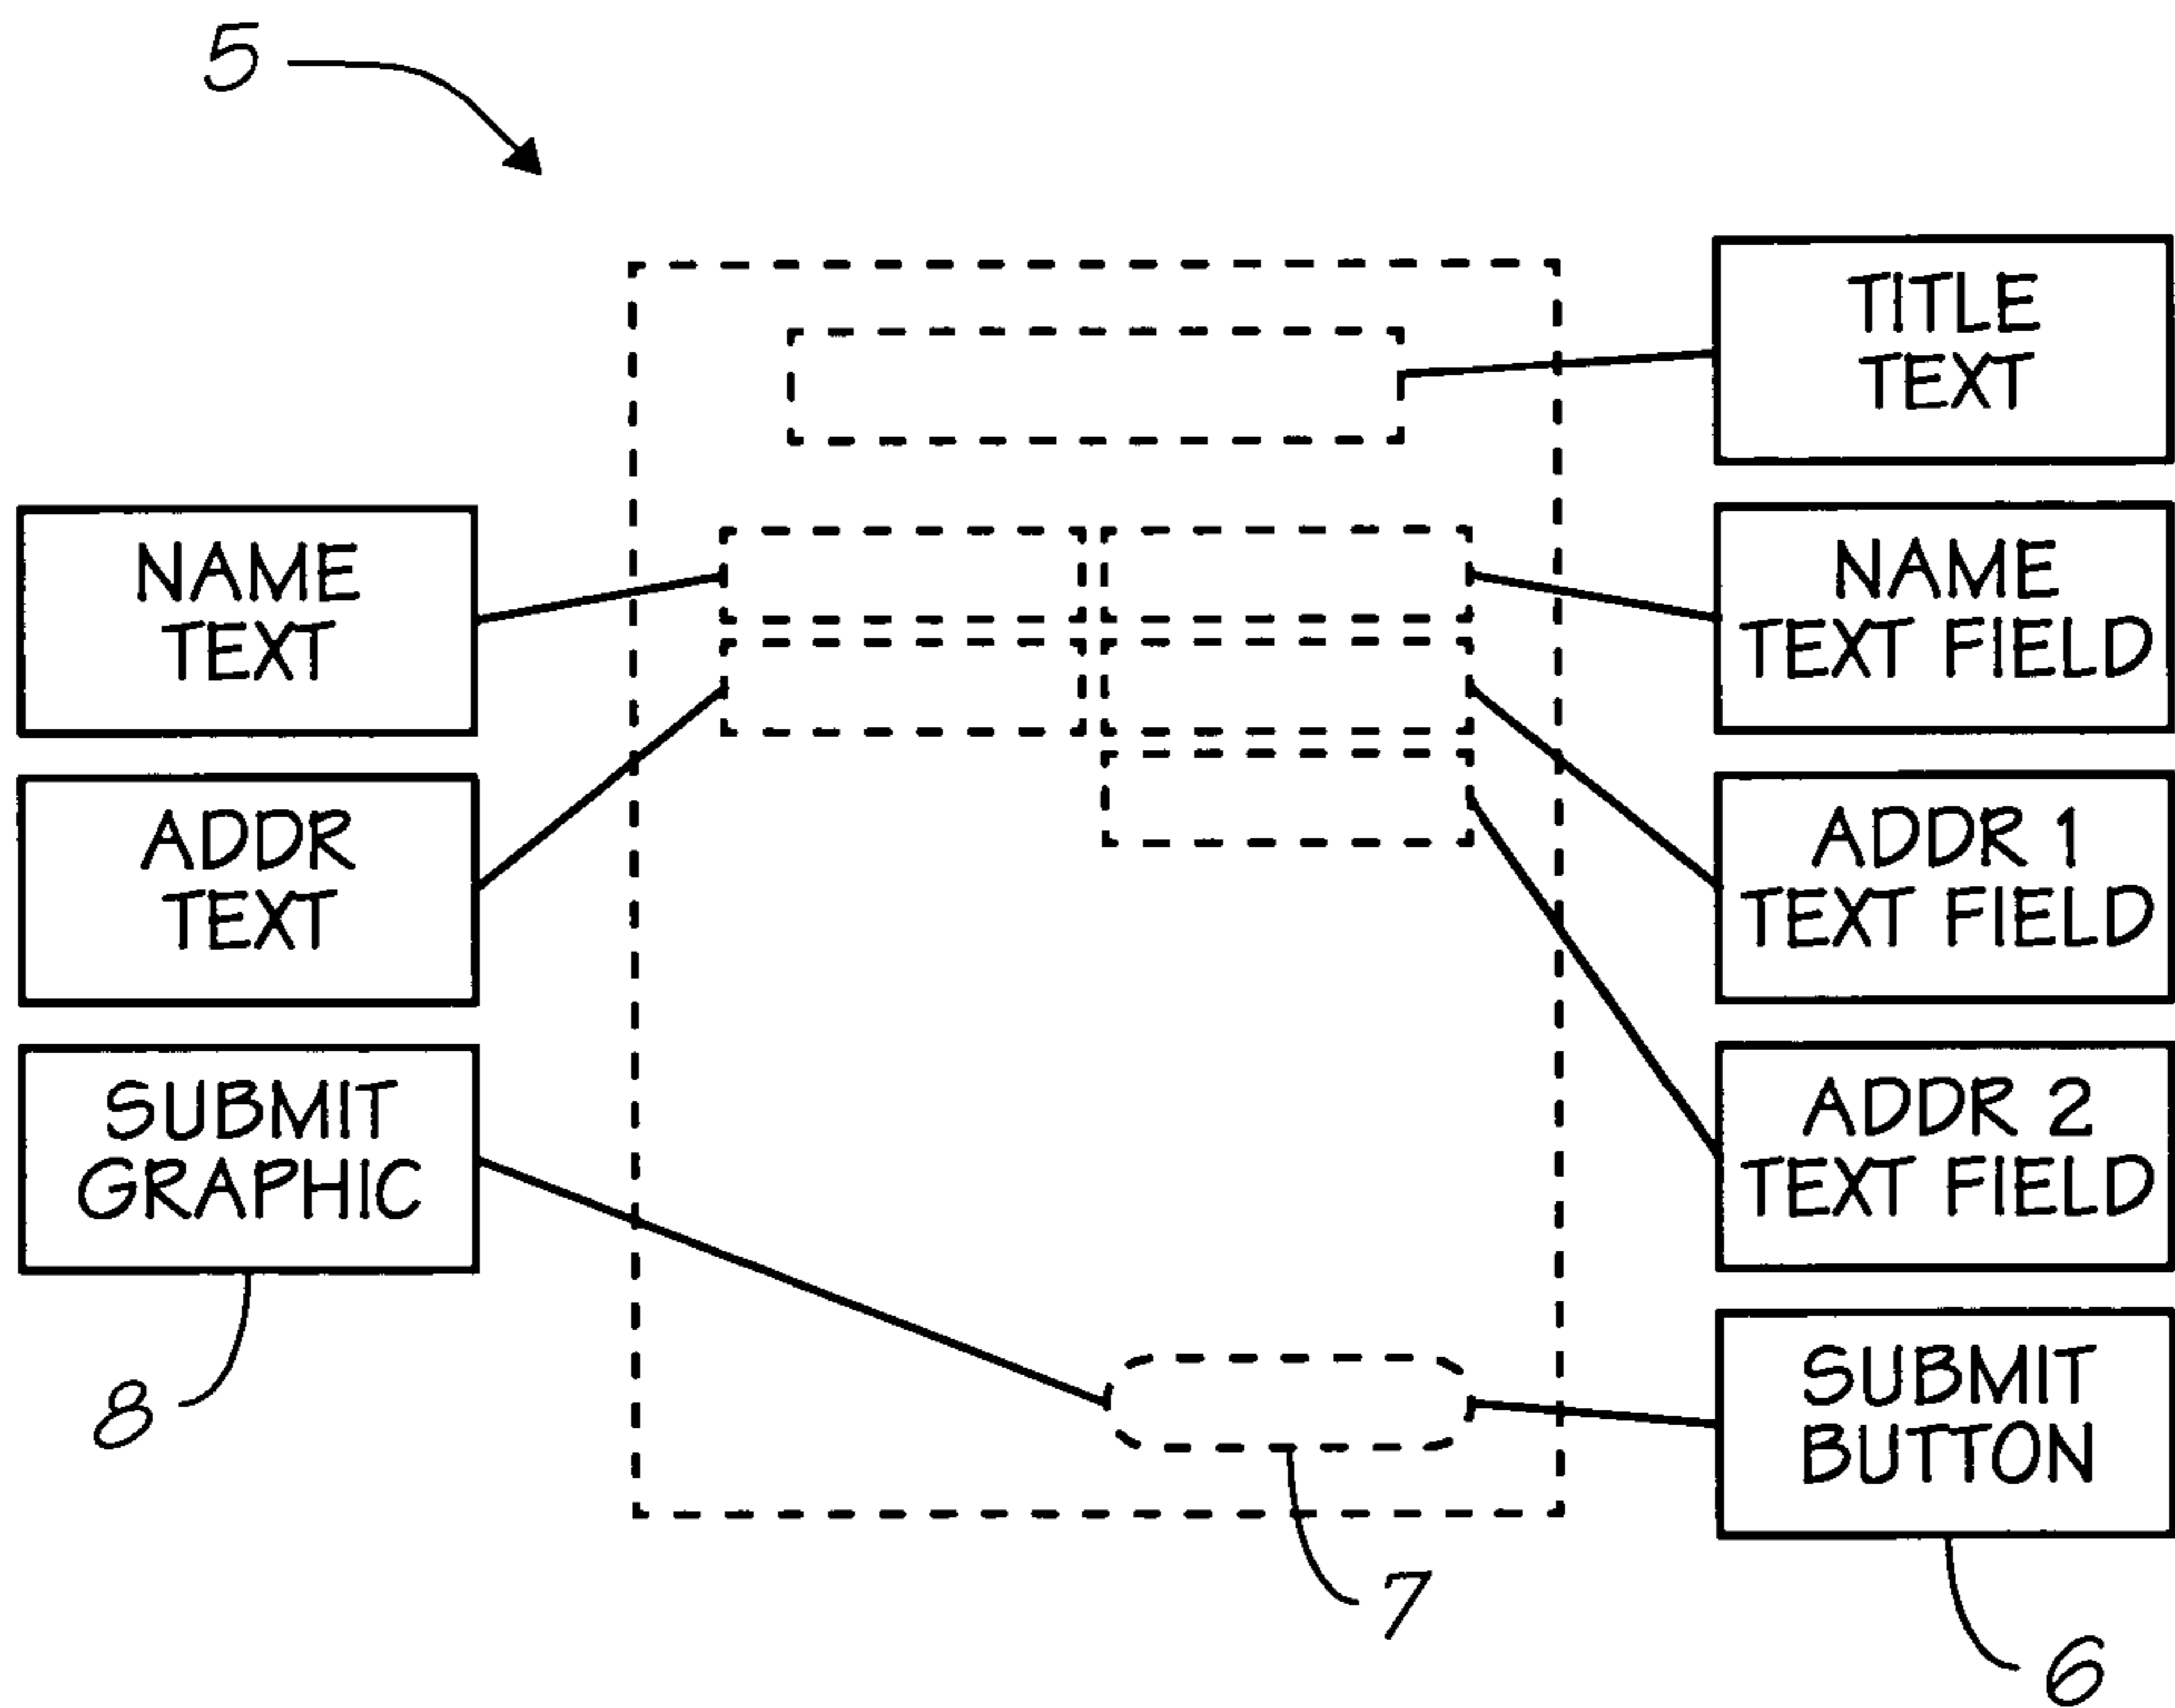 5
TITLE
TEXT
NAME
TEXT
NAME
TEXT FIELD
ADDR
TEXT
ADDR 1
TEXT FIELD
SUBMIT
GRAPHIC
ADDR 2
TEXT FIELD
SUBMIT
BUTTON
8
7
6